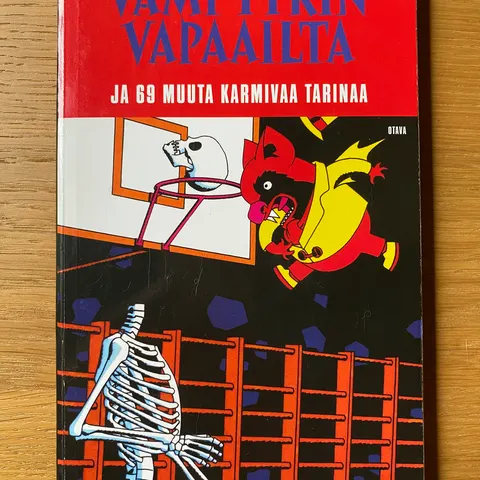 VAMPYYRIN
VAPAAILTA
JA 69 MUUTA KARMIVAA TARINAA
OTAVA